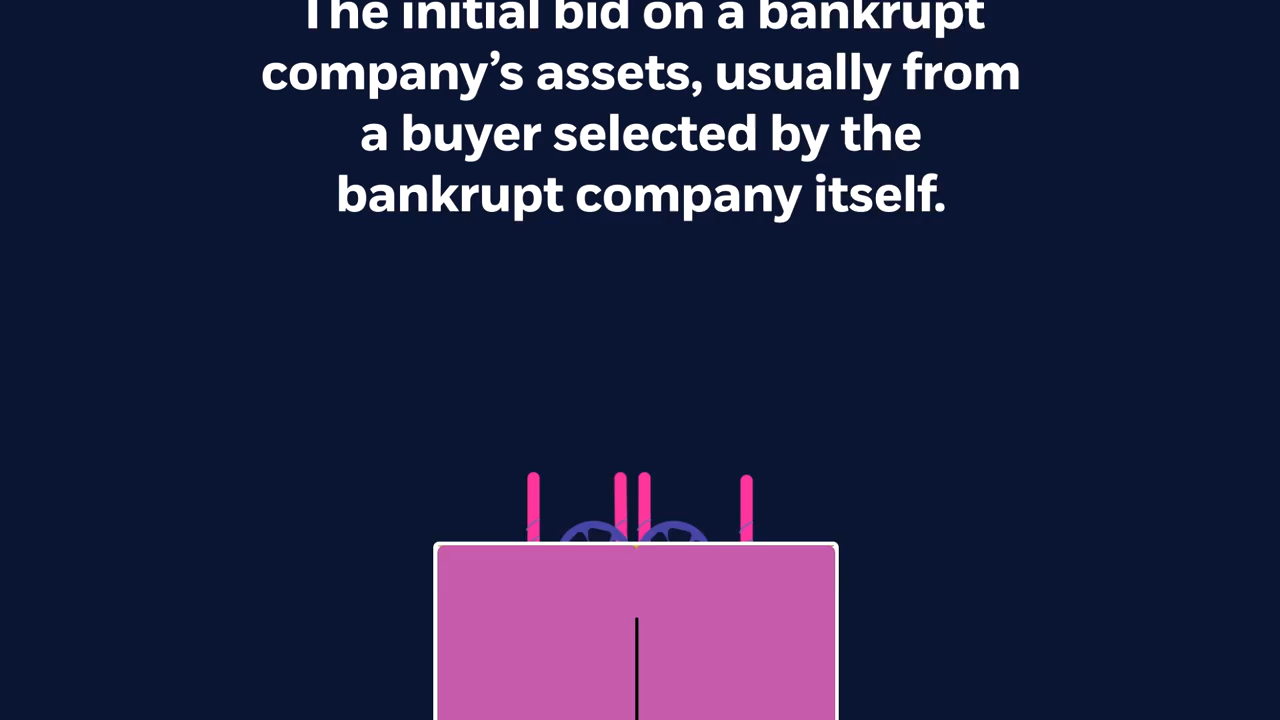 The initial bid on a bankrupt
company’s assets, usually from
a buyer selected by the
bankrupt company itself.